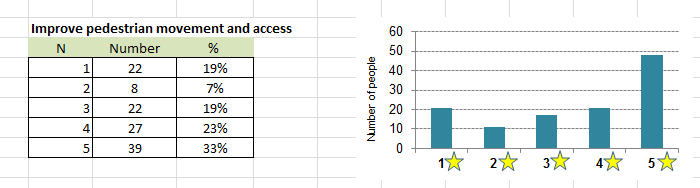 Improve pedestrian movement and access
N Number %
1 22 19%
2 8 7%
3 22 19%
4 27 23%
5 39 33%
Number of people
60
50
40
30
20
10
0
1 2 3 4 5